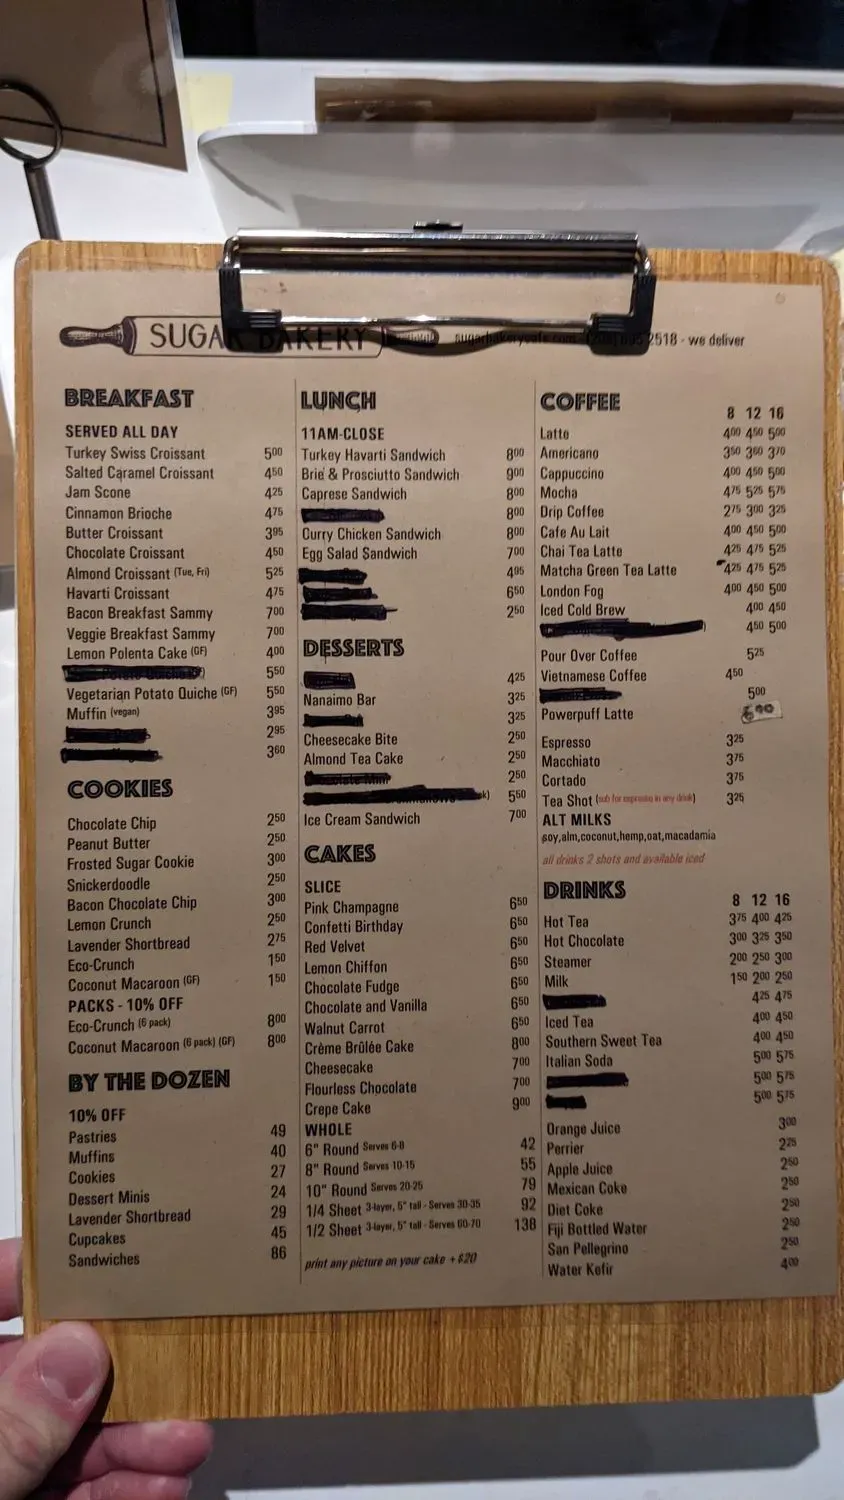 SUGAR BAKERY
2518 - we deliver
BREAKFAST
SERVED ALL DAY
Turkey Swiss Croissant 5.00
Salted Caramel Croissant 4.50
Jam Scone 4.25
Cinnamon Brioche 4.75
Butter Croissant 3.95
Chocolate Croissant 4.50
Almond Croissant (Tue, Fri) 5.25
Havarti Croissant 4.75
Bacon Breakfast Sammy 7.00
Veggie Breakfast Sammy 7.00
Lemon Polenta Cake (GF) 4.00
5.50
Vegetarian Potato Quiche (GF) 5.50
Muffin (vegan) 3.95
2.95
3.60
COOKIES
Chocolate Chip 2.50
Peanut Butter 2.50
Frosted Sugar Cookie 3.00
Snickerdoodle 2.50
Bacon Chocolate Chip 3.00
Lemon Crunch 2.50
Lavender Shortbread 2.75
Eco-Crunch 1.50
Coconut Macaroon (GF) 1.50
PACKS - 10% OFF
Eco-Crunch (6 pack) 8.00
Coconut Macaroon (6 pack) (GF) 8.00
BY THE DOZEN
10% OFF
Pastries 49
Muffins 40
Cookies 27
Dessert Minis 24
Lavender Shortbread 29
Cupcakes 45
Sandwiches 86
LUNCH
11AM-CLOSE
Turkey Havarti Sandwich 8.00
Brie & Prosciutto Sandwich 9.00
Caprese Sandwich 8.00
8.00
Curry Chicken Sandwich 8.00
Egg Salad Sandwich 7.00
4.95
6.50
2.50
DESSERTS
4.25
Nanaimo Bar 3.25
3.25
Cheesecake Bite 2.50
Almond Tea Cake 2.50
2.50
5.50
Ice Cream Sandwich 7.00
CAKES
SLICE
Pink Champagne 6.50
Confetti Birthday 6.50
Red Velvet 6.50
Lemon Chiffon 6.50
Chocolate Fudge 6.50
Chocolate and Vanilla 6.50
Walnut Carrot 6.50
Crème Brûlée Cake 8.00
Cheesecake 7.00
Flourless Chocolate 7.00
Crepe Cake 9.00
WHOLE
6" Round Serves 6-8 42
8" Round Serves 10-15 55
10" Round Serves 20-25 79
1/4 Sheet 3-layer, 5" tall - Serves 30-35 92
1/2 Sheet 3-layer, 5" tall - Serves 60-70 138
print any picture on your cake + $20
COFFEE
8 12 16
Latte 4.00 4.50 5.00
Americano 3.50 3.60 3.70
Cappuccino 4.00 4.50 5.00
Mocha 4.75 5.25 5.75
Drip Coffee 2.75 3.00 3.25
Cafe Au Lait 4.00 4.50 5.00
Chai Tea Latte 4.25 4.75 5.25
Matcha Green Tea Latte 4.25 4.75 5.25
London Fog 4.00 4.50 5.00
Iced Cold Brew 4.00 4.50
4.50 5.00
Pour Over Coffee 5.25
Vietnamese Coffee 4.50
5.00
Powerpuff Latte
Espresso 3.25
Macchiato 3.75
Cortado 3.75
Tea Shot (sub for espresso in any drink) 3.25
ALT MILKS
soy,alm,coconut,hemp,oat,macadamia
all drinks 2 shots and available iced
DRINKS
8 12 16
Hot Tea 3.75 4.00 4.25
Hot Chocolate 3.00 3.25 3.50
Steamer 2.00 2.50 3.00
Milk 1.50 2.00 2.50
4.25 4.75
Iced Tea 4.00 4.50
Southern Sweet Tea 4.00 4.50
Italian Soda 5.00 5.75
5.00 5.75
5.00 5.75
Orange Juice 3.00
Perrier 2.25
Apple Juice 2.50
Mexican Coke 2.50
Diet Coke 2.50
Fiji Bottled Water 2.50
San Pellegrino 2.50
Water Kefir 4.00